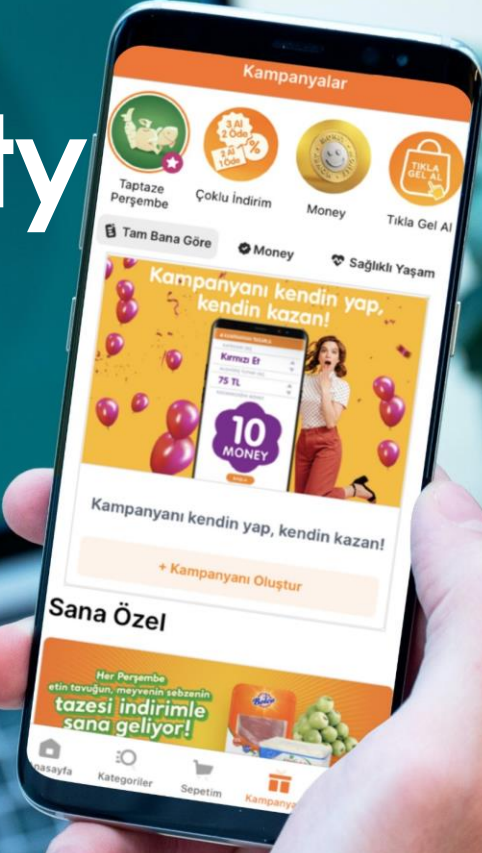 ty
Kampanyalar
3 Al
2 Öde
2 Al
1 Öde
%
TIKLA
GEL AL
Taptaze
Perşembe
Çoklu İndirim
Money
Tıkla Gel Al
Tam Bana Göre
Money
Sağlıklı Yaşam
Kampanyanı kendin yap,
kendin kazan!
Kırmızı Et
75 TL
10
MONEY
Kampanyanı kendin yap, kendin kazan!
+ Kampanyanı Oluştur
Sana Özel
Her Perşembe
etin tavuğun, meyvenin sebzenin
tazesi indirimle
sana geliyor!
nasayfa
Kategoriler
Sepetim
Kampanya